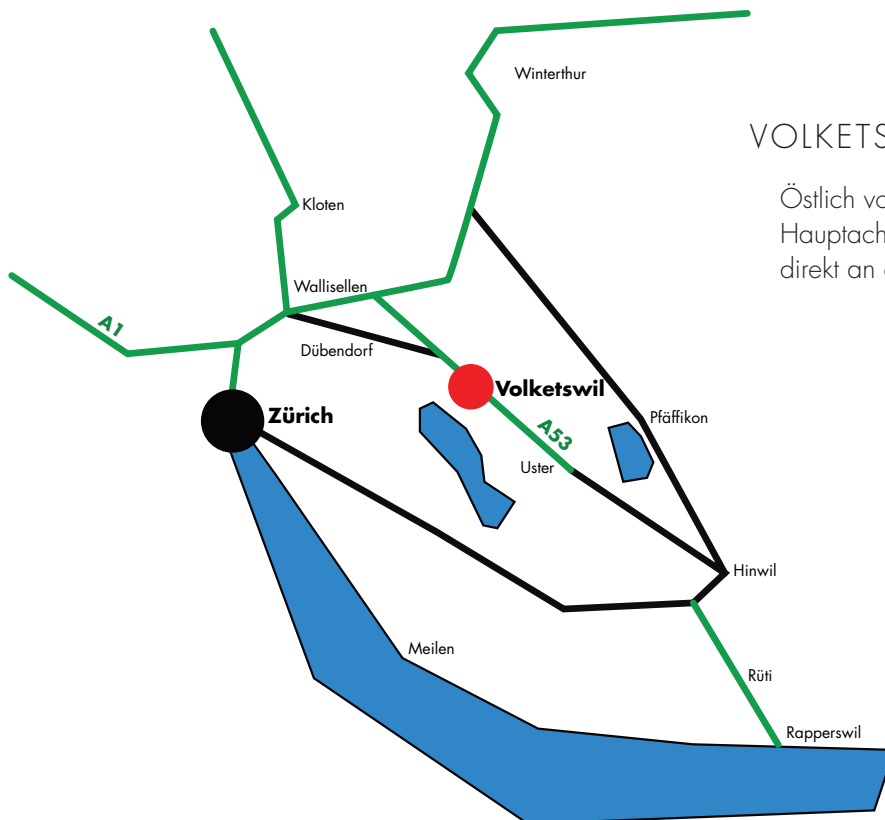 Winterthur
VOLKETS
Östlich vo
Hauptach
direkt an
Kloten
Wallisellen
A1
Dübendorf
Volketswil
Zürich
A53
Pfäffikon
Uster
Hinwil
Meilen
Rüti
Rapperswil